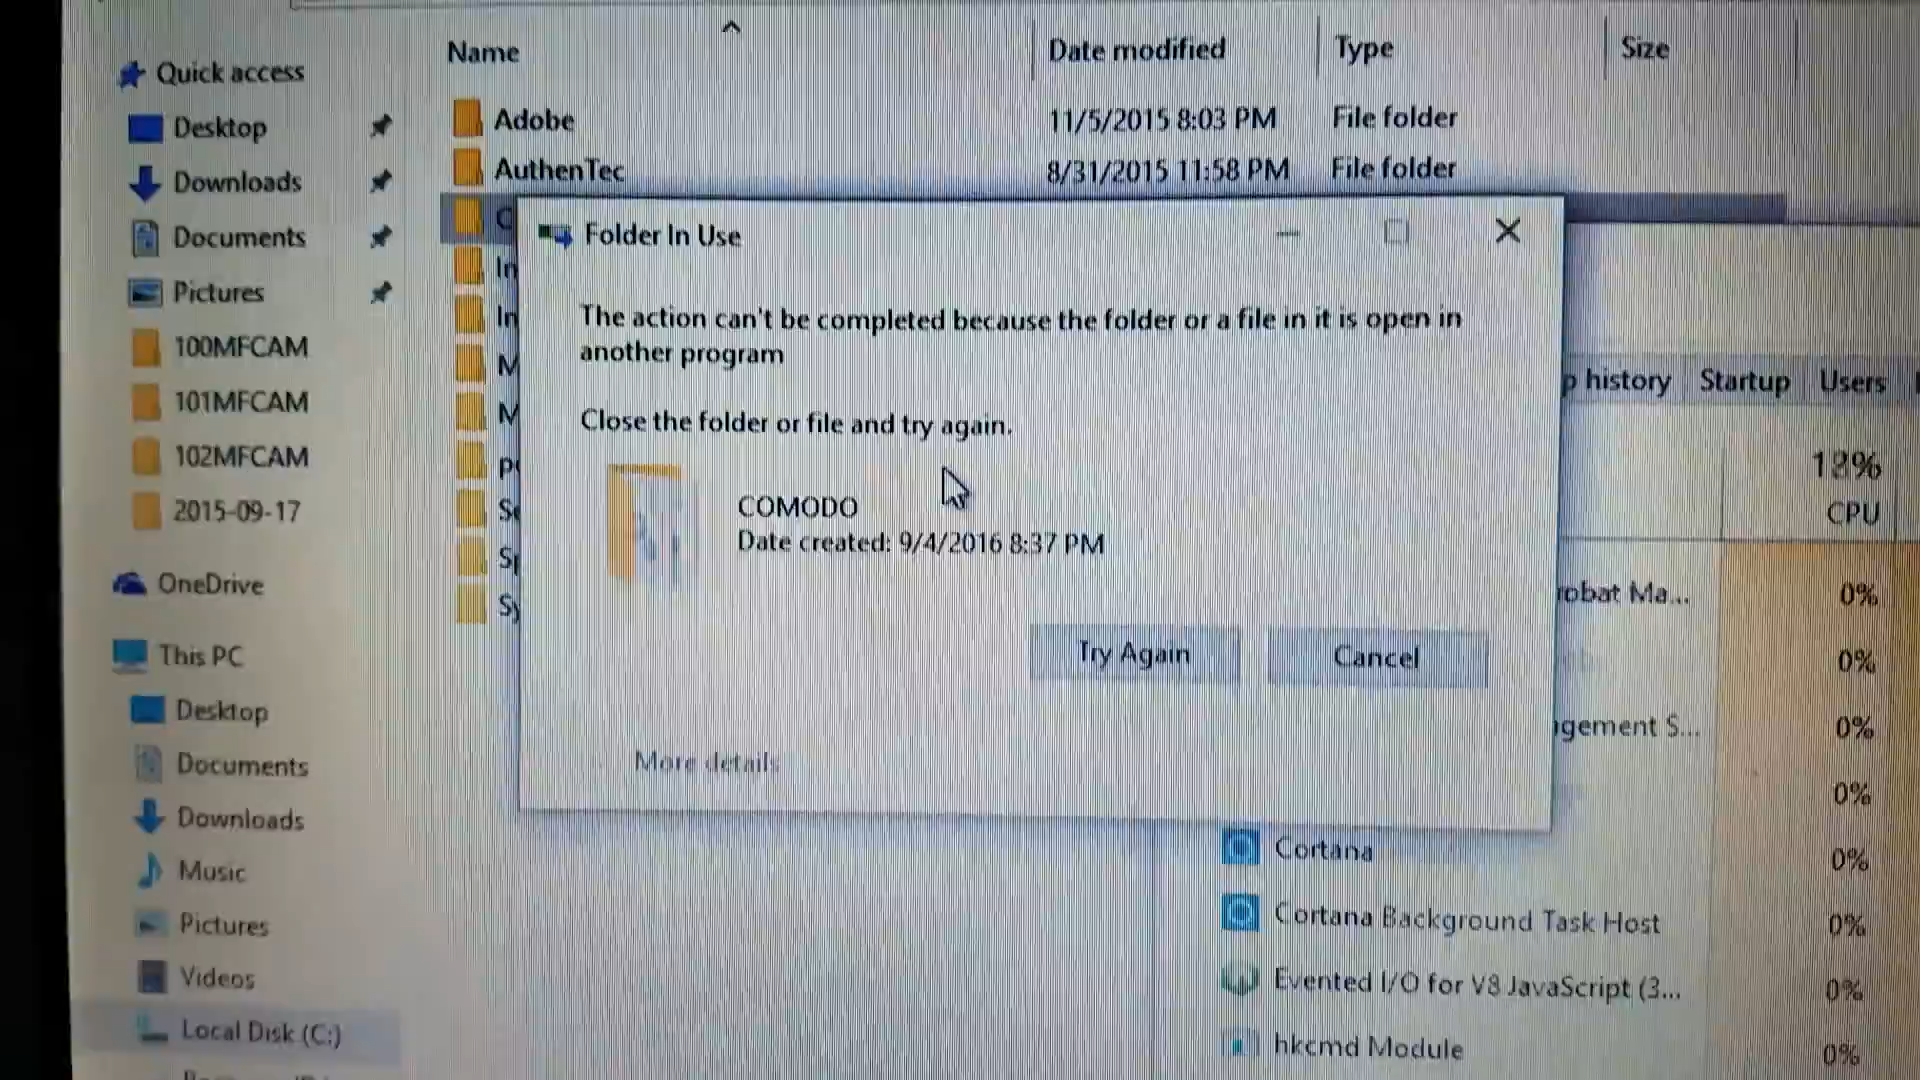 Name
Date modified
Type
Size
Quick access
Desktop
Downloads
Documents
Pictures
100MFCAM
101MFCAM
102MFCAM
2015-09-17
OneDrive
This PC
Desktop
Documents
Downloads
Music
Pictures
Videos
Local Disk (C:)
Adobe 11/5/2015 8:03 PM File folder
AuthenTec 8/31/2015 11:58 PM File folder
C
In
In
M
M
Sy
Folder In Use
The action can't be completed because the folder or a file in it is open in
another program
Close the folder or file and try again.
COMODO
Date created: 9/4/2016 8:37 PM
Try Again
Cancel
More details
p history Startup Users
CPU
robat Ma... 0%
0%
gement S... 0%
0%
Cortana 0%
Cortana Background Task Host 0%
Evented I/O for V8 JavaScript (3... 0%
hkcmd Module 0%